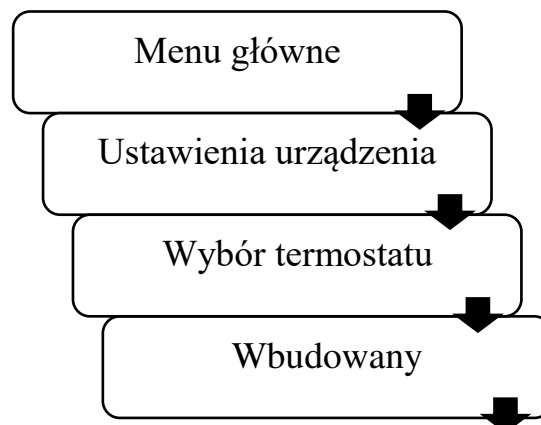 Menu główne
Ustawienia urządzenia
Wybór termostatu
Wbudowany